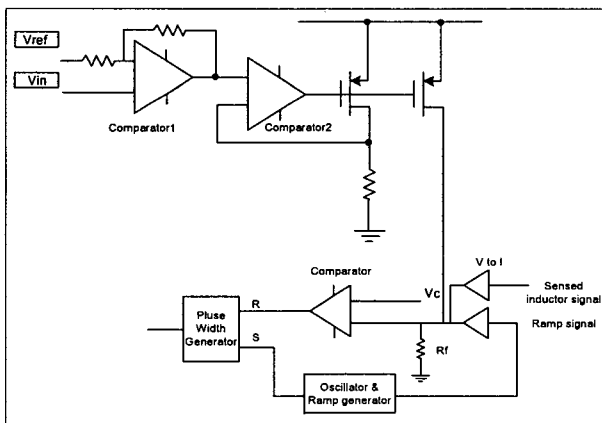 Vref
Vin
Comparator1
Comparator2
V to I
Sensed
inductor signal
Comparator
Vc
R
Ramp signal
Pluse
Width
Generator
S
Rf
Oscillator &
Ramp generator